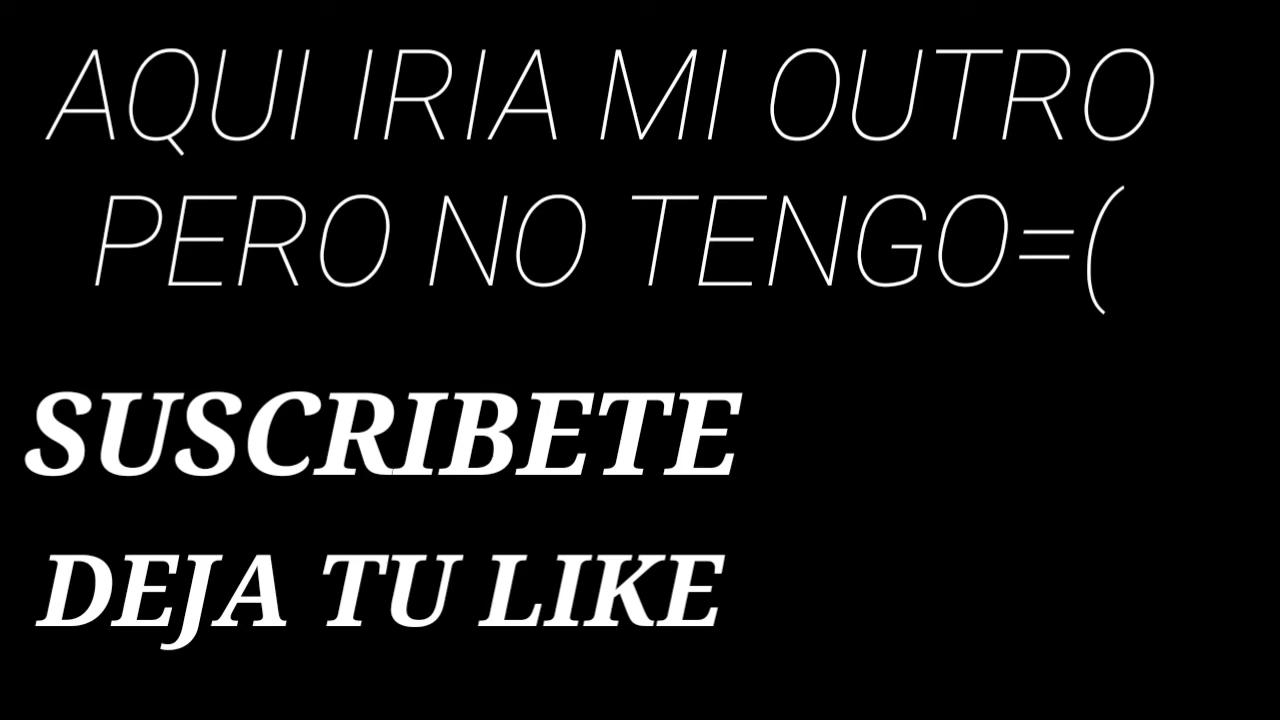 AQUI IRIA MI OUTRO
PERO NO TENGO=(
SUSCRIBETE
DEJA TU LIKE